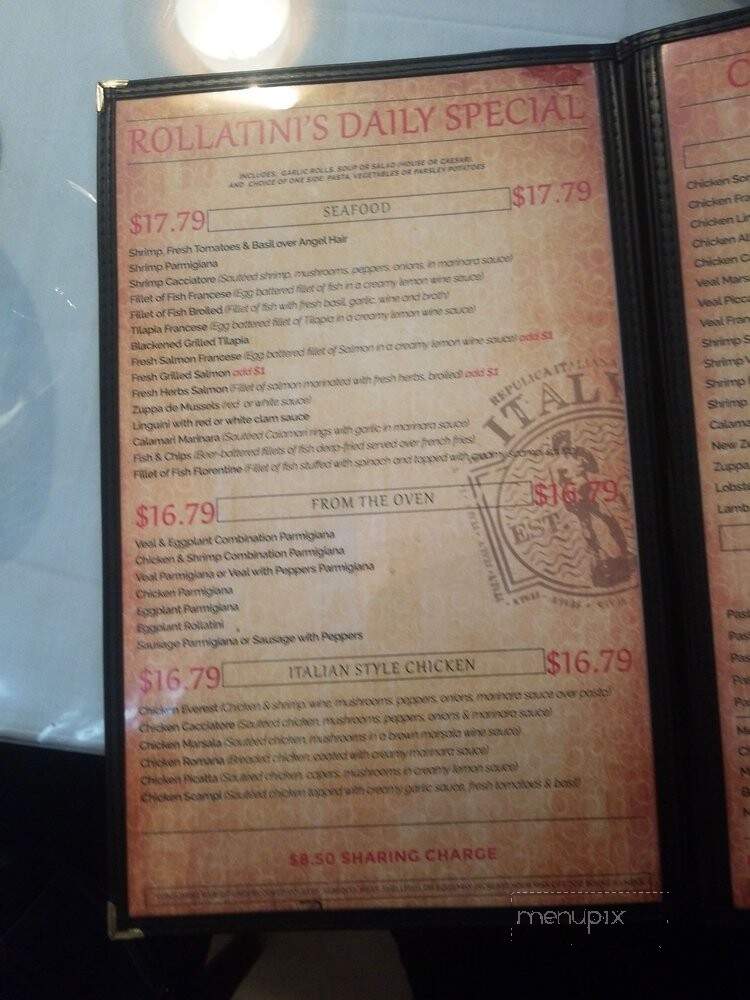 ROLLATINI'S DAILY SPECIAL
INCLUDES: GARLIC ROLLS, SOUP OR SALAD (HOUSE OR CAESAR),
AND CHOICE OF ONE SIDE: PASTA, VEGETABLES OR PARSLEY POTATOES
$17.79 SEAFOOD $17.79
Shrimp, Fresh Tomatoes & Basil over Angel Hair
Shrimp Parmigiana
Shrimp Cacciatore (Sautéed shrimp, mushrooms, peppers, onions, in marinara sauce)
Fillet of Fish Francese (Egg battered fillet of fish in a creamy lemon wine sauce)
Fillet of Fish Broiled (Fillet of fish with fresh basil, garlic, wine and broth)
Tilapia Francese (Egg battered fillet of Tilapia in a creamy lemon wine sauce)
Blackened Grilled Tilapia
Fresh Salmon Francese (Egg battered fillet of Salmon in a creamy lemon wine sauce) add $1
Fresh Grilled Salmon add $1
Fresh Herbs Salmon (Fillet of salmon marinated with fresh herbs, broiled) add $1
Zuppa de Mussels (red or white sauce)
Linguini with red or white clam sauce
Calamari Marinara (Sautéed Calamari rings with garlic in marinara sauce)
Fish & Chips (Beer-battered fillets of fish deep-fried served over french fries)
Fillet of Fish Florentine (Fillet of fish stuffed with spinach and topped with creamy
REPUBLICA ITALIANA
ITALY
EST.
$16.79 FROM THE OVEN $16.79
Veal & Eggplant Combination Parmigiana
Chicken & Shrimp Combination Parmigiana
Veal Parmigiana or Veal with Peppers Parmigiana
Chicken Parmigiana
Eggplant Parmigiana
Eggplant Rollatini
Sausage Parmigiana or Sausage with Peppers
$16.79 ITALIAN STYLE CHICKEN $16.79
Chicken Everest (Chicken & shrimp, wine, mushrooms, peppers, onions, marinara sauce over pasta)
Chicken Cacciatore (Sautéed chicken, mushrooms, peppers, onions & marinara sauce)
Chicken Marsala (Sautéed chicken, mushrooms in a brown marsala wine sauce)
Chicken Romana (Breaded chicken, coated with creamy marinara sauce)
Chicken Picatta (Sautéed chicken, capers, mushrooms in creamy lemon sauce)
Chicken Scampi (Sautéed chicken topped with creamy garlic sauce, fresh tomatoes & basil)
$8.50 SHARING CHARGE
Chicken
Chicken
Chicken
Chicken
Chicken
Veal
Veal
Veal
Shrimp
Shrimp
Shrimp
Shrimp
New
Zuppa
Lamb
menupix